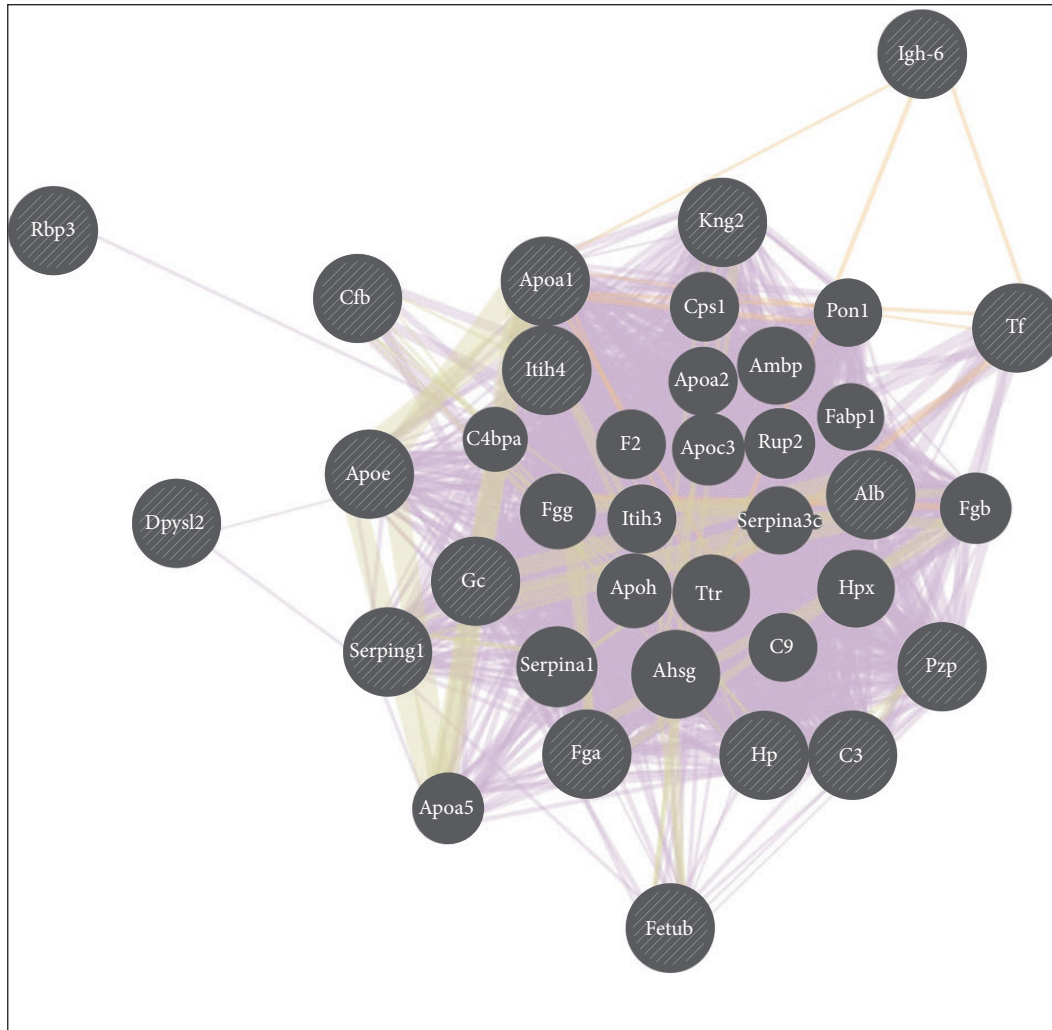 Igh-6
Rbp3
Kng2
Apoa1
Cfb
Cps1
Pon1
Tf
Itih4
Apoa2
Ambp
Fabp1
C4bpa
F2
Apoc3
Rup2
Apoe
Alb
Dpysl2
Fgg
Itih3
Serpina3c
Fgb
Gc
Apoh
Ttr
Hpx
Serping1
Serpina1
Ahsg
C9
Pzp
Fga
Hp
C3
Apoa5
Fetub